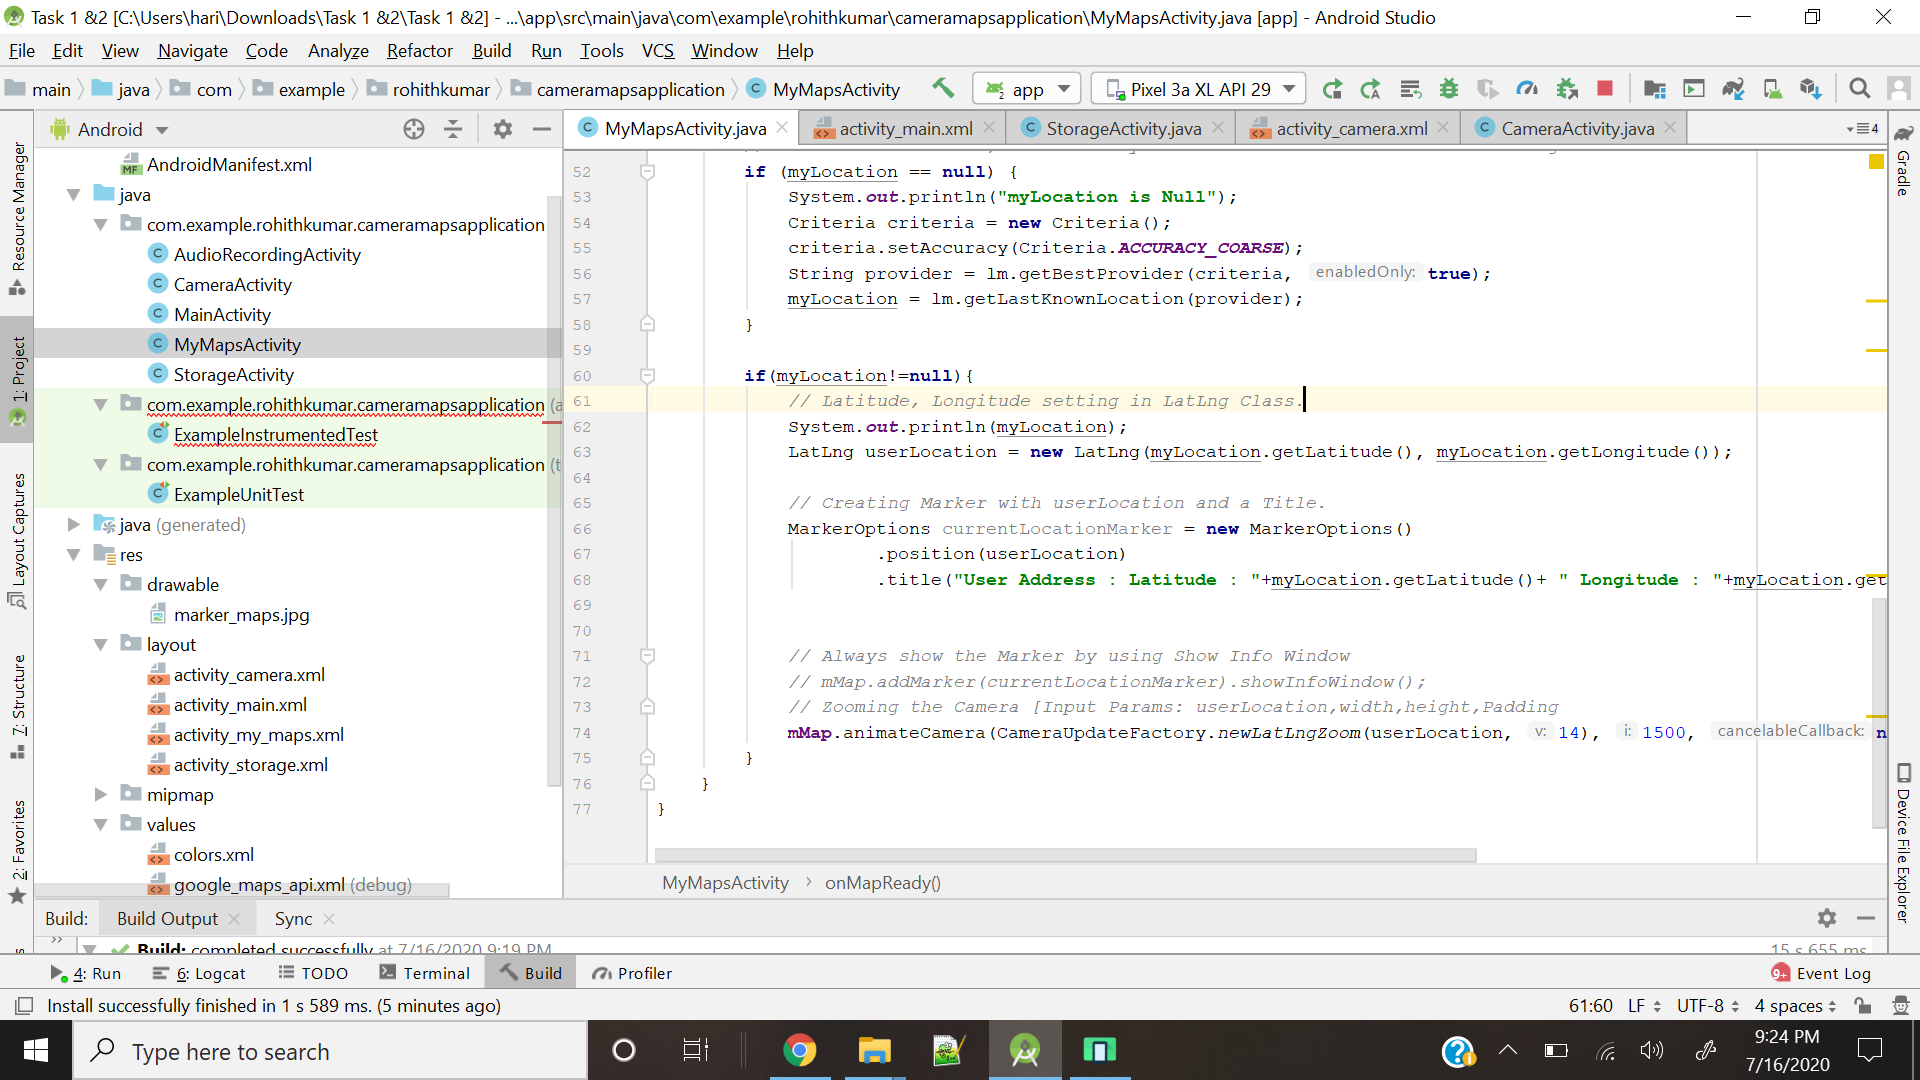 Task 1 &2 [C:\Users\hari\Downloads\Task 1 &2\Task 1 &2] - ...\app\src\main\java\com\example\rohithkumar\cameramapsapplication\MyMapsActivity.java [app] - Android Studio
File Edit View Navigate Code Analyze Refactor Build Run Tools VCS Window Help
main java com example rohithkumar cameramapsapplication MyMapsActivity app Pixel 3a XL API 29
Android
MyMapsActivity.java activity_main.xml StorageActivity.java activity_camera.xml CameraActivity.java 4
Resource Manager
1: Project
Layout Captures
7: Structure
2: Favorites
AndroidManifest.xml
java
com.example.rohithkumar.cameramapsapplication
AudioRecordingActivity
CameraActivity
MainActivity
MyMapsActivity
StorageActivity
com.example.rohithkumar.cameramapsapplication (a
ExampleInstrumentedTest
com.example.rohithkumar.cameramapsapplication (t
ExampleUnitTest
java (generated)
res
drawable
marker_maps.jpg
layout
activity_camera.xml
activity_main.xml
activity_my_maps.xml
activity_storage.xml
mipmap
values
colors.xml
google_maps_api.xml (debug)
52 if (myLocation == null) {
53 System.out.println("myLocation is Null");
54 Criteria criteria = new Criteria();
55 criteria.setAccuracy(Criteria.ACCURACY_COARSE);
56 String provider = lm.getBestProvider(criteria, enabledOnly: true);
57 myLocation = lm.getLastKnownLocation(provider);
58 }
59
60 if(myLocation!=null){
61 // Latitude, Longitude setting in LatLng Class.
62 System.out.println(myLocation);
63 LatLng userLocation = new LatLng(myLocation.getLatitude(), myLocation.getLongitude());
64
65 // Creating Marker with userLocation and a Title.
66 MarkerOptions currentLocationMarker = new MarkerOptions()
67 .position(userLocation)
68 .title("User Address : Latitude : "+myLocation.getLatitude()+ " Longitude : "+myLocation.get
69
70
71 // Always show the Marker by using Show Info Window
72 // mMap.addMarker(currentLocationMarker).showInfoWindow();
73 // Zooming the Camera [Input Params: userLocation,width,height,Padding
74 mMap.animateCamera(CameraUpdateFactory.newLatLngZoom(userLocation, v: 14), i: 1500, cancelableCallback: n
75 }
76 }
77 }
MyMapsActivity onMapReady()
Gradle
Device File Explorer
Build: Build Output Sync
Build: completed successfully at 7/16/2020 9:19 PM 15 s 655 ms
4: Run 6: Logcat TODO Terminal Build Profiler 9+ Event Log
Install successfully finished in 1 s 589 ms. (5 minutes ago) 61:60 LF UTF-8 4 spaces
Type here to search
9:24 PM
7/16/2020